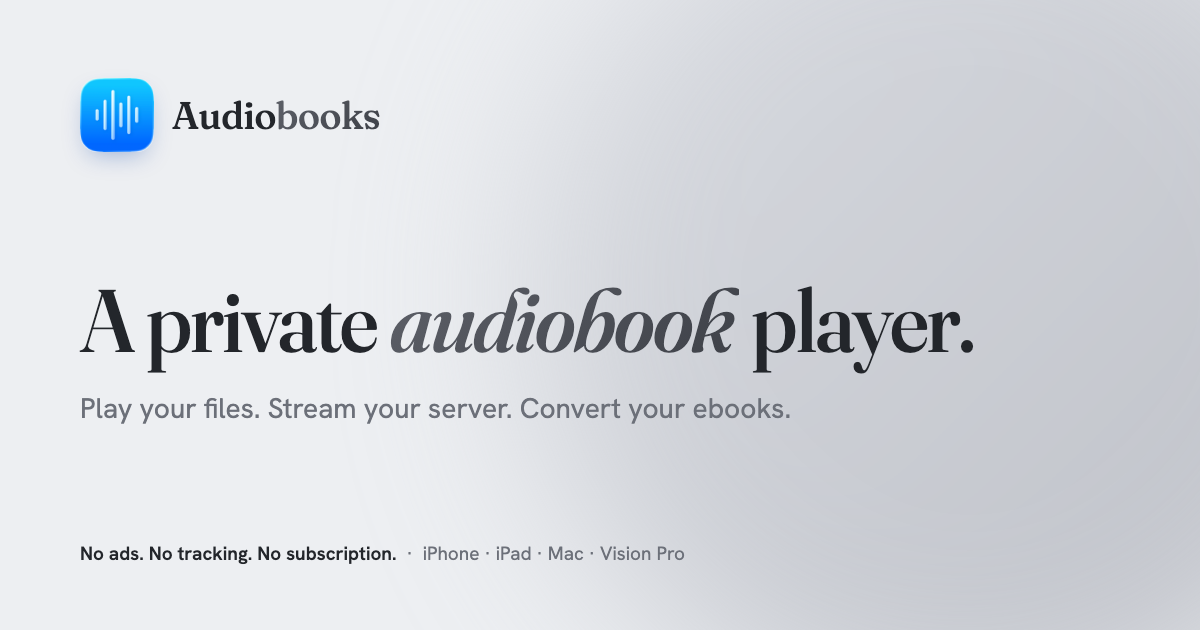 Audiobooks
A private audiobook player.
Play your files. Stream your server. Convert your ebooks.
No ads. No tracking. No subscription. · iPhone · iPad · Mac · Vision Pro